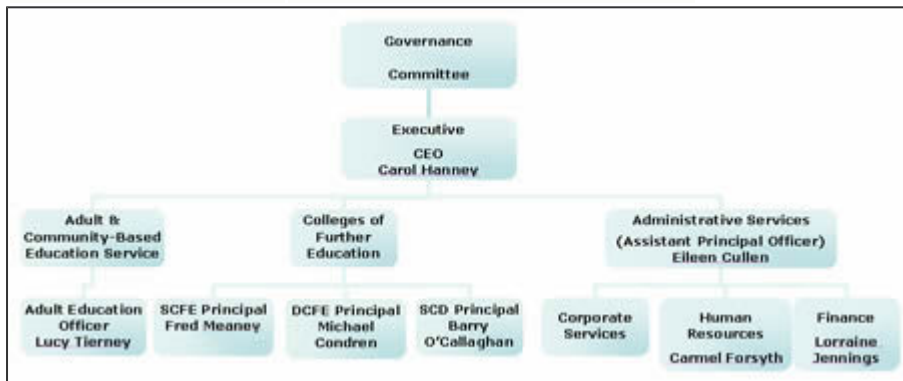 Governance
Committee
Executive
CEO
Carol Hanney
Adult &
Community-Based
Education Service
Colleges of
Further
Education
Administrative Services
(Assistant Principal Officer)
Eileen Cullen
Adult Education
Officer
Lucy Tierney
SCFE Principal
Fred Meaney
DCFE Principal
Michael
Condren
SCD Principal
Barry
O'Callaghan
Corporate
Services
Human
Resources
Carmel Forsyth
Finance
Lorraine
Jennings